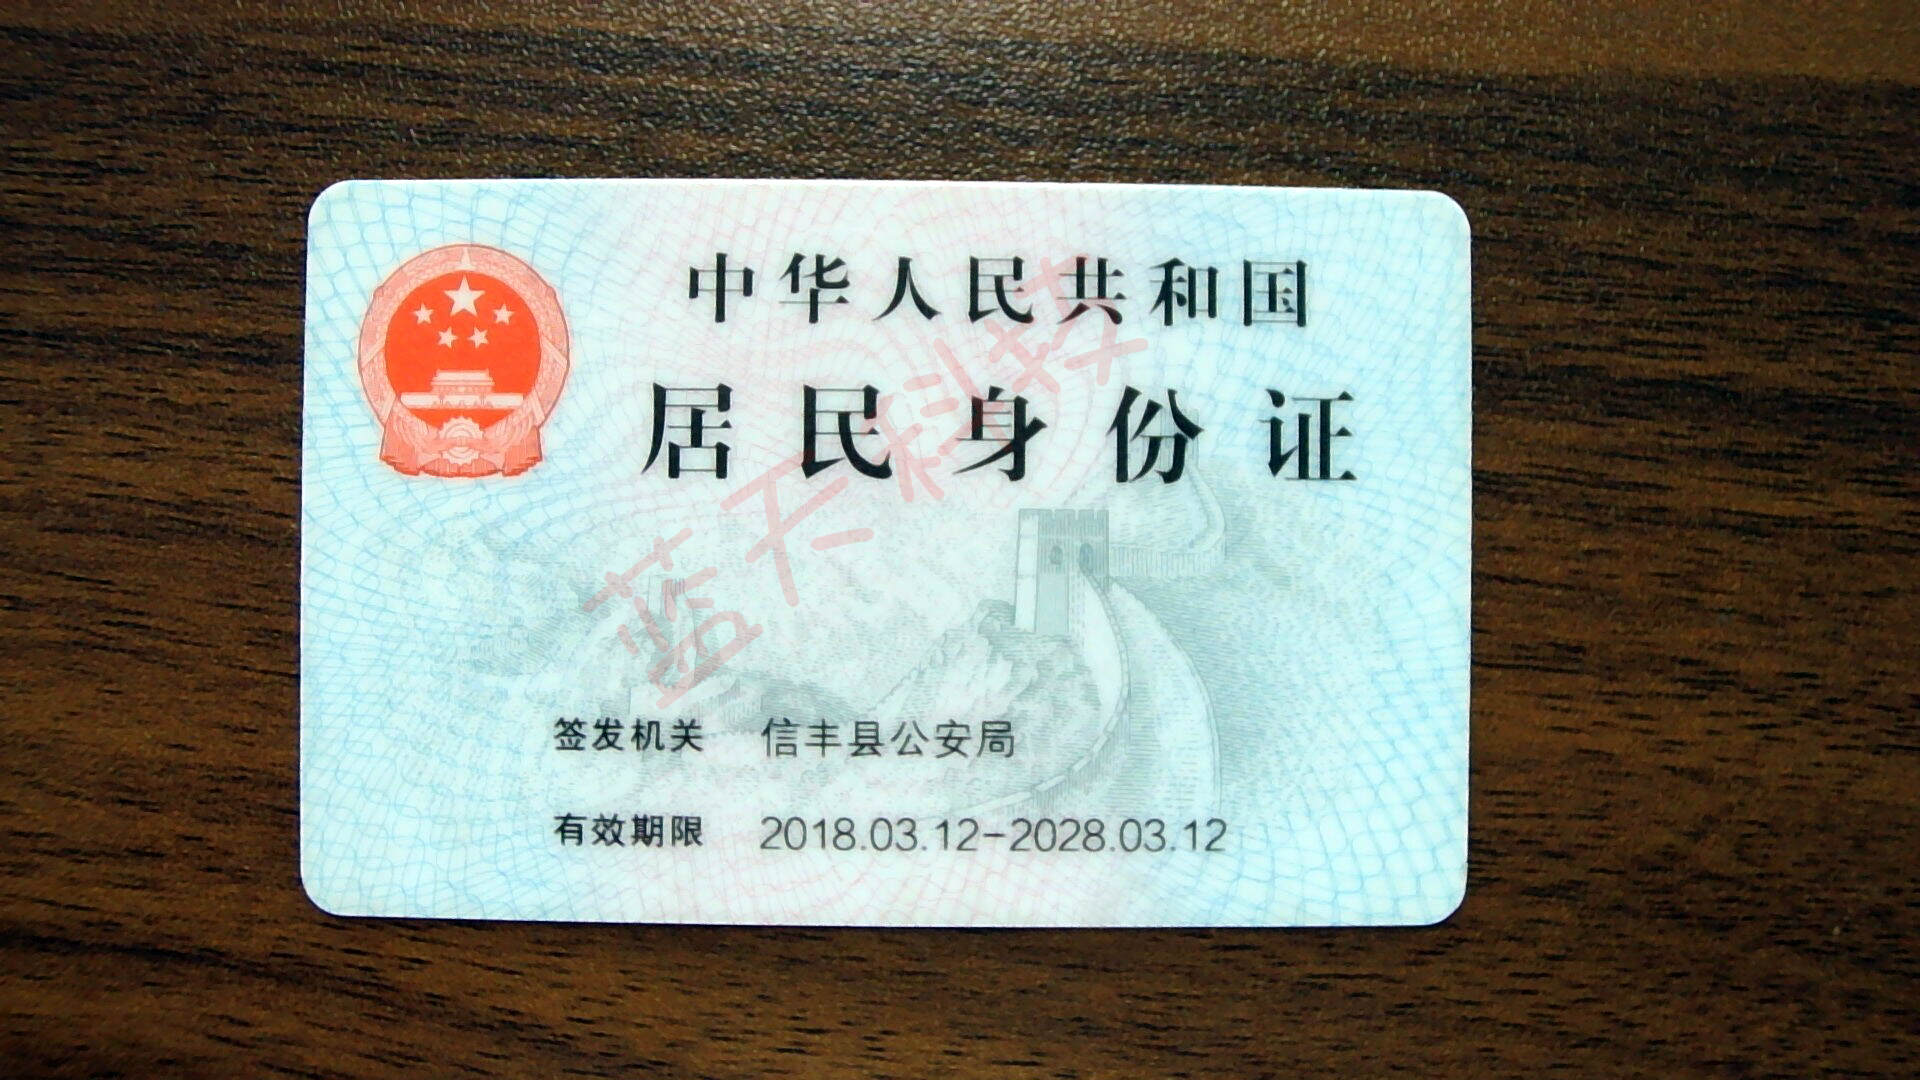 中华人民共和国
居民身份证
蓝天科技
签发机关 信丰县公安局
有效期限 2018.03.12-2028.03.12